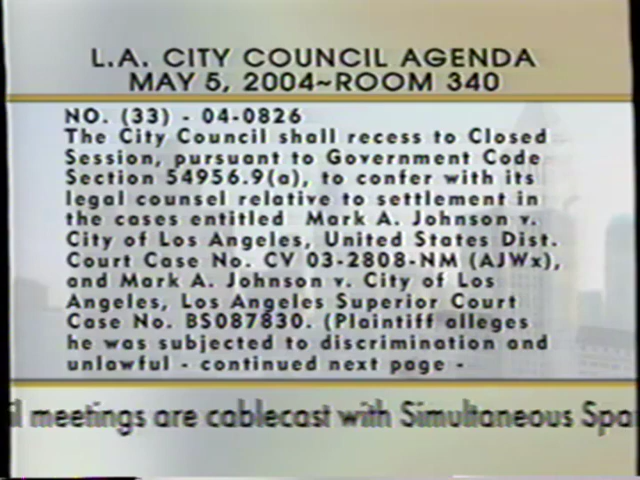 L.A. CITY COUNCIL AGENDA
MAY 5, 2004~ROOM 340
NO. (33) - 04-0826
The City Council shall recess to Closed
Session, pursuant to Government Code
Section 54956.9(a), to confer with its
legal counsel relative to settlement in
the cases entitled Mark A. Johnson v.
City of Los Angeles, United States Dist.
Court Case No. CV 03-2808-NM (AJWx),
and Mark A. Johnson v. City of Los
Angeles, Los Angeles Superior Court
Case No. BS087830. (Plaintiff alleges
he was subjected to discrimination and
unlawful - continued next page -
il meetings are cablecast with Simultaneous Spa